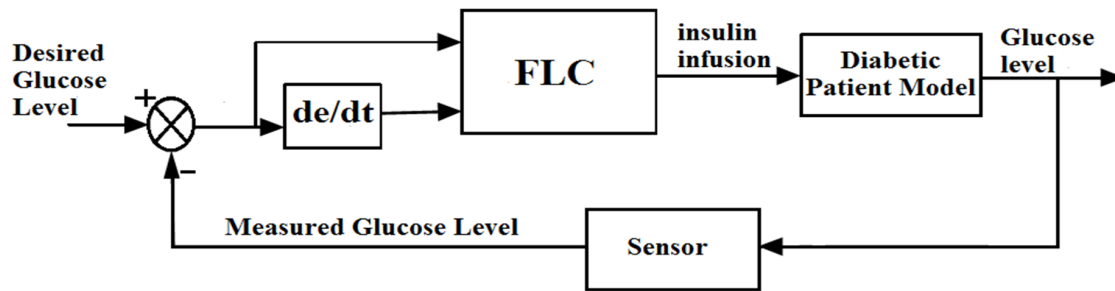 Desired
Glucose
Level
+
−
de/dt
FLC
insulin
infusion
Diabetic
Patient Model
Glucose
level
Measured Glucose Level
Sensor